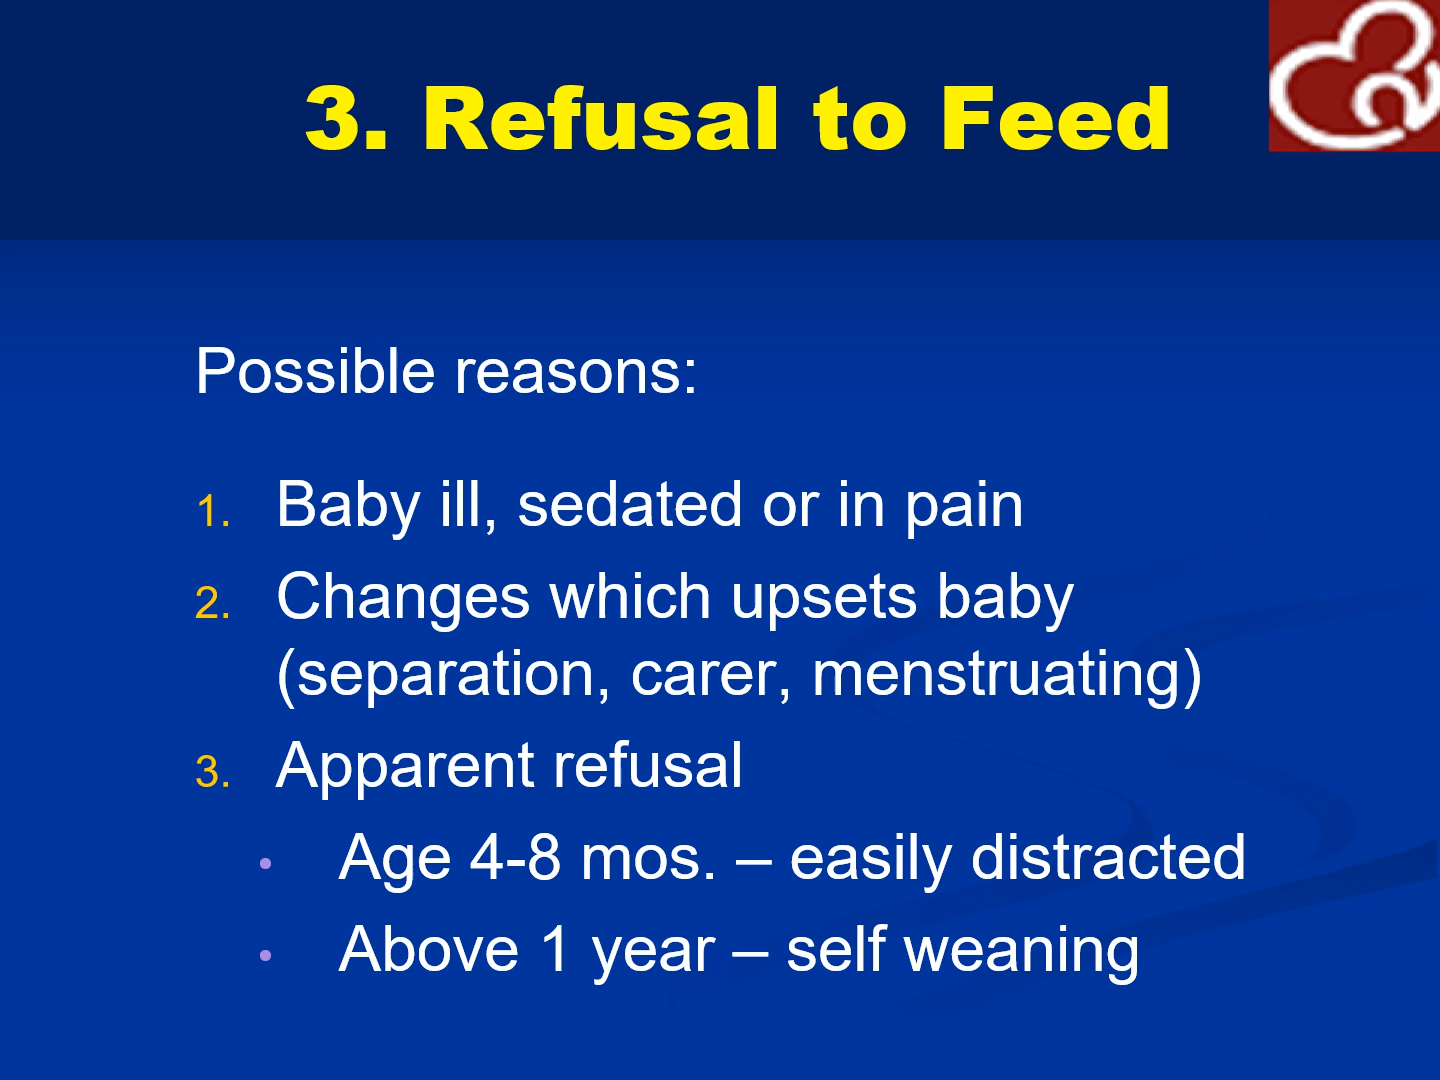 3. Refusal to Feed
Possible reasons:
1. Baby ill, sedated or in pain
2. Changes which upsets baby
(separation, carer, menstruating)
3. Apparent refusal
• Age 4-8 mos. – easily distracted
• Above 1 year – self weaning